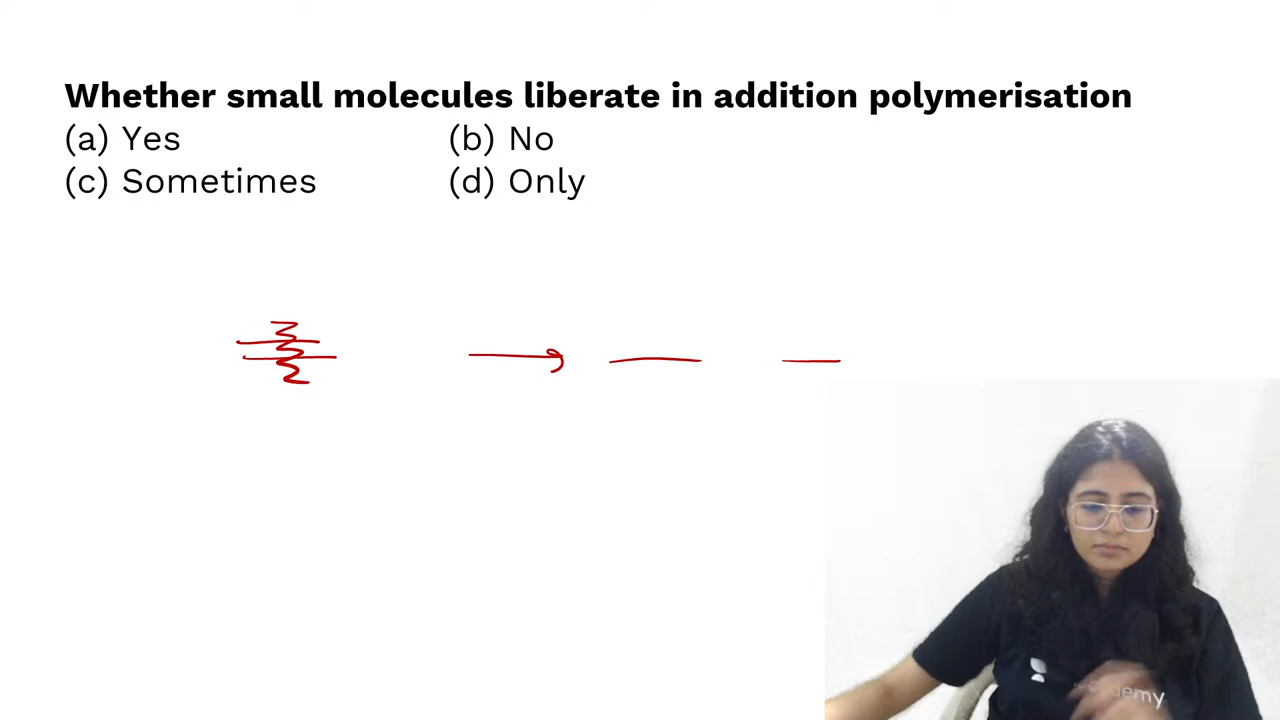 Whether small molecules liberate in addition polymerisation
(a) Yes (b) No
(c) Sometimes (d) Only